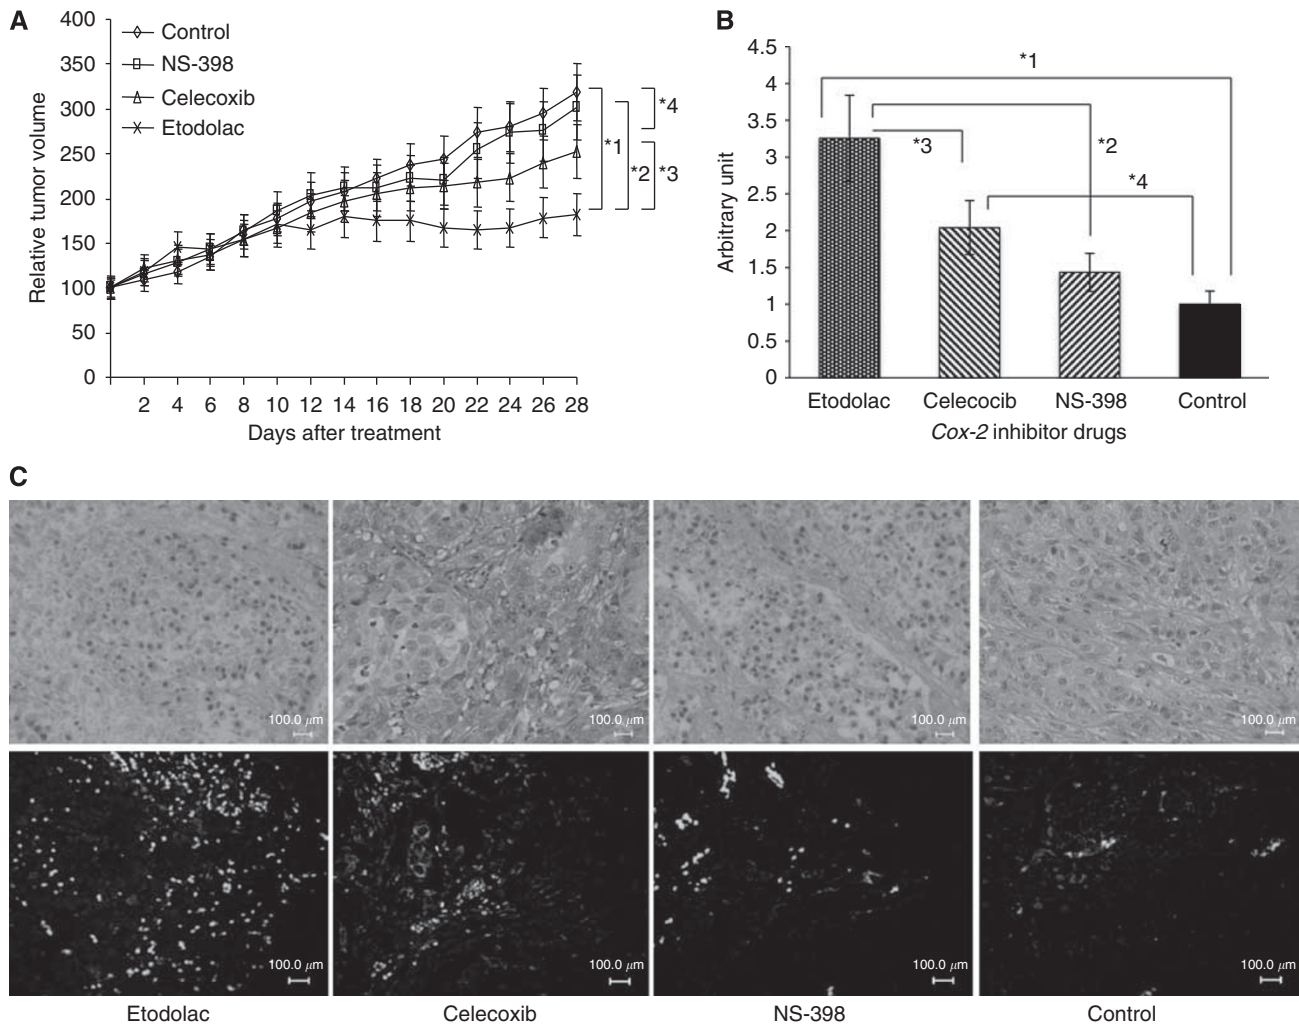 A
400
350
300
250
200
150
100
50
0
Relative tumor volume
Control
NS-398
Celecoxib
Etodolac
*1
*2
*4
*3
2 4 6 8 10 12 14 16 18 20 22 24 26 28
Days after treatment
B
4.5
4
3.5
3
2.5
2
1.5
1
0.5
0
Arbitrary unit
*1
*3
*2
*4
Etodolac Celecocib NS-398 Control
Cox-2 inhibitor drugs
C
100.0 μm 100.0 μm 100.0 μm 100.0 μm
100.0 μm 100.0 μm 100.0 μm 100.0 μm
Etodolac Celecoxib NS-398 Control